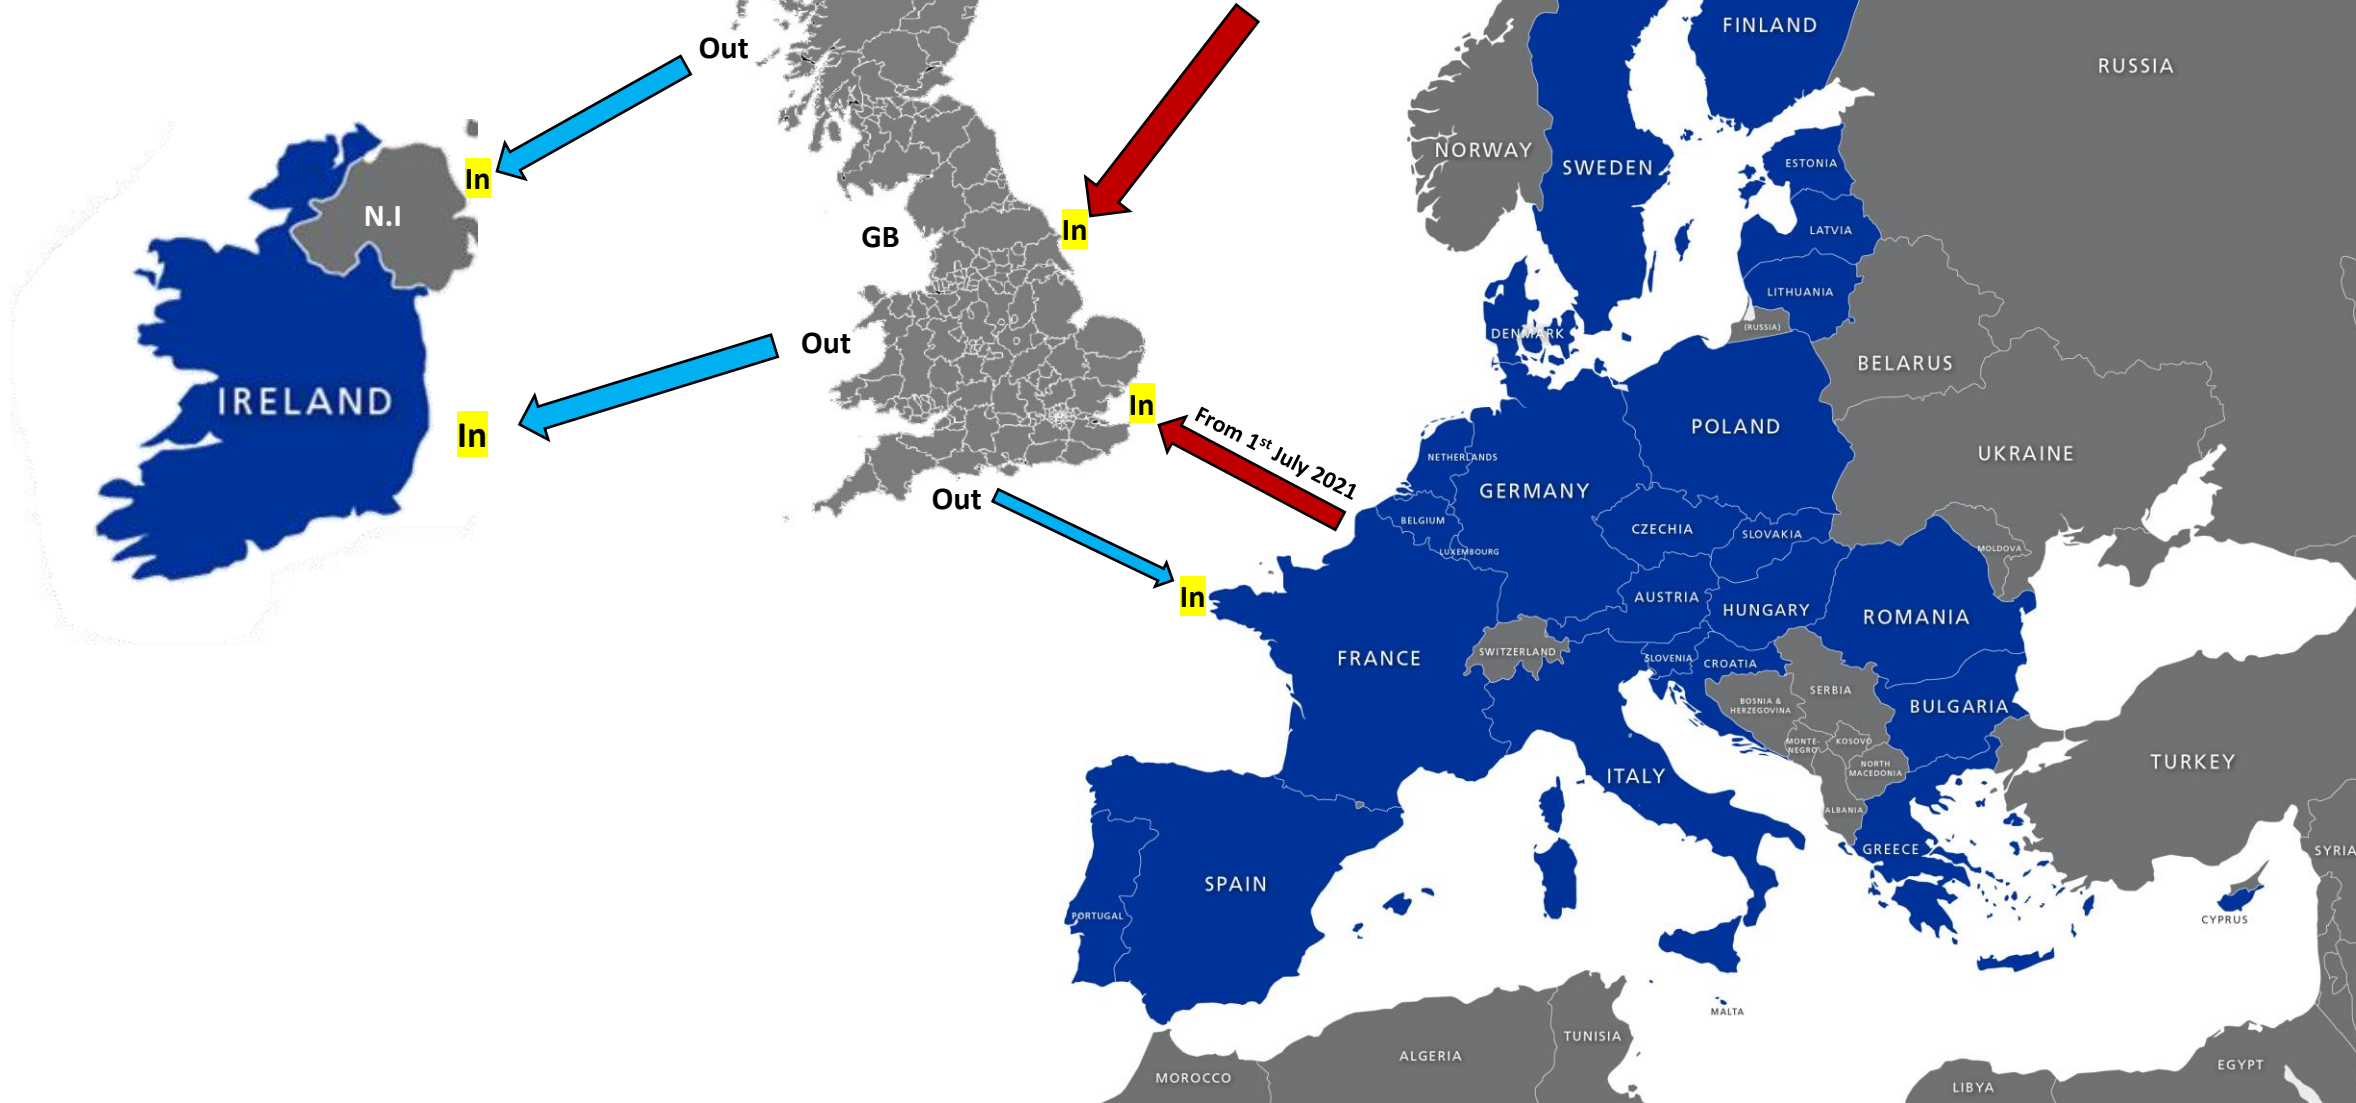 Out
In
N.I
GB
In
Out
IRELAND
In
In
From 1st July 2021
Out
In
FINLAND
RUSSIA
NORWAY
SWEDEN
ESTONIA
LATVIA
LITHUANIA
(RUSSIA)
DENMARK
BELARUS
POLAND
UKRAINE
NETHERLANDS
GERMANY
BELGIUM
CZECHIA
SLOVAKIA
LUXEMBOURG
MOLDOVA
AUSTRIA
HUNGARY
ROMANIA
FRANCE
SWITZERLAND
SLOVENIA
CROATIA
SERBIA
BOSNIA &
HERZEGOVINA
BULGARIA
MONTE-
NEGRO
KOSOVO
NORTH
MACEDONIA
TURKEY
ITALY
ALBANIA
GREECE
SYRIA
SPAIN
PORTUGAL
CYPRUS
MALTA
TUNISIA
ALGERIA
MOROCCO
EGYPT
LIBYA